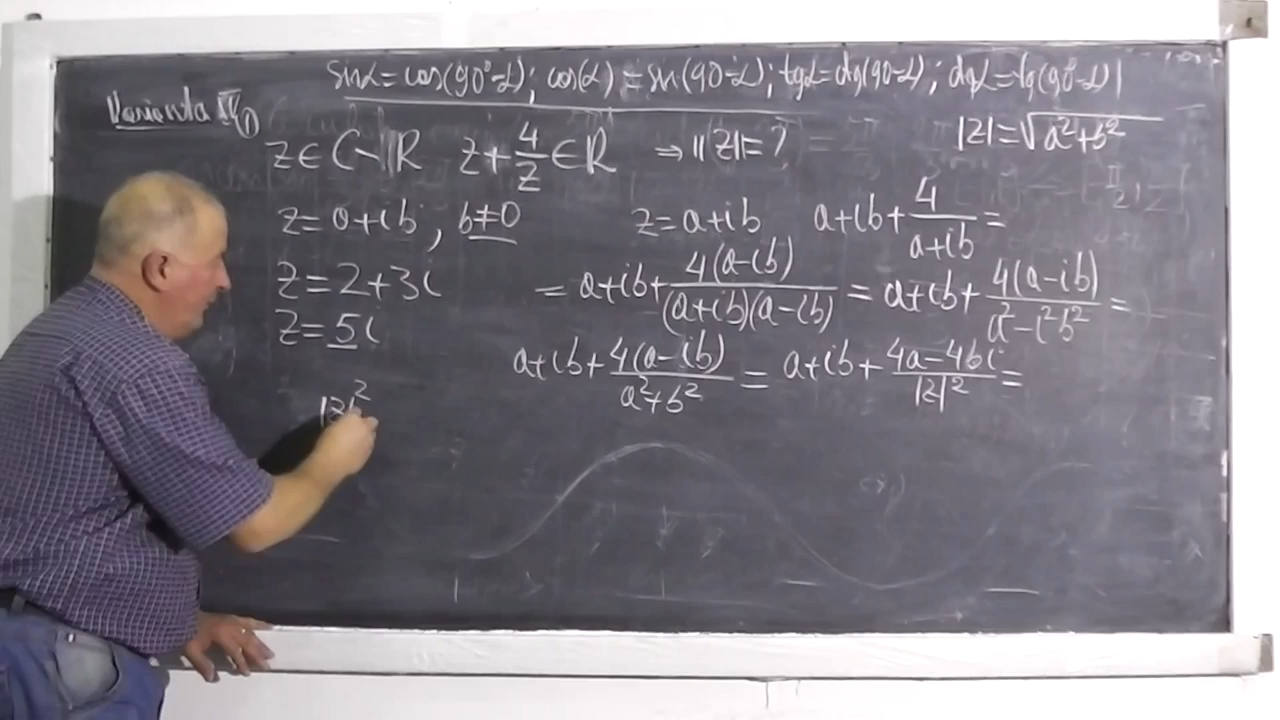 sinα=cos(90°-α); cos(α)=sin(90-α); tgα=ctg(90-α); ctgα=tg(90°-α)
Varianta IV ①
z∈C\ℝ z+4/z∈R ⇒ |z|=? |z|=√(a²+b²)
z=a+ib, b≠0 z=a+ib a+ib+4/(a+ib)=
z=2+3i =a+ib+4(a-ib)/((a+ib)(a-ib))=a+ib+4(a-ib)/(a²-i²b²)=
z=5i
a+ib+4(a-ib)/(a²+b²)=a+ib+(4a-4bi)/|z|²=
|z|²